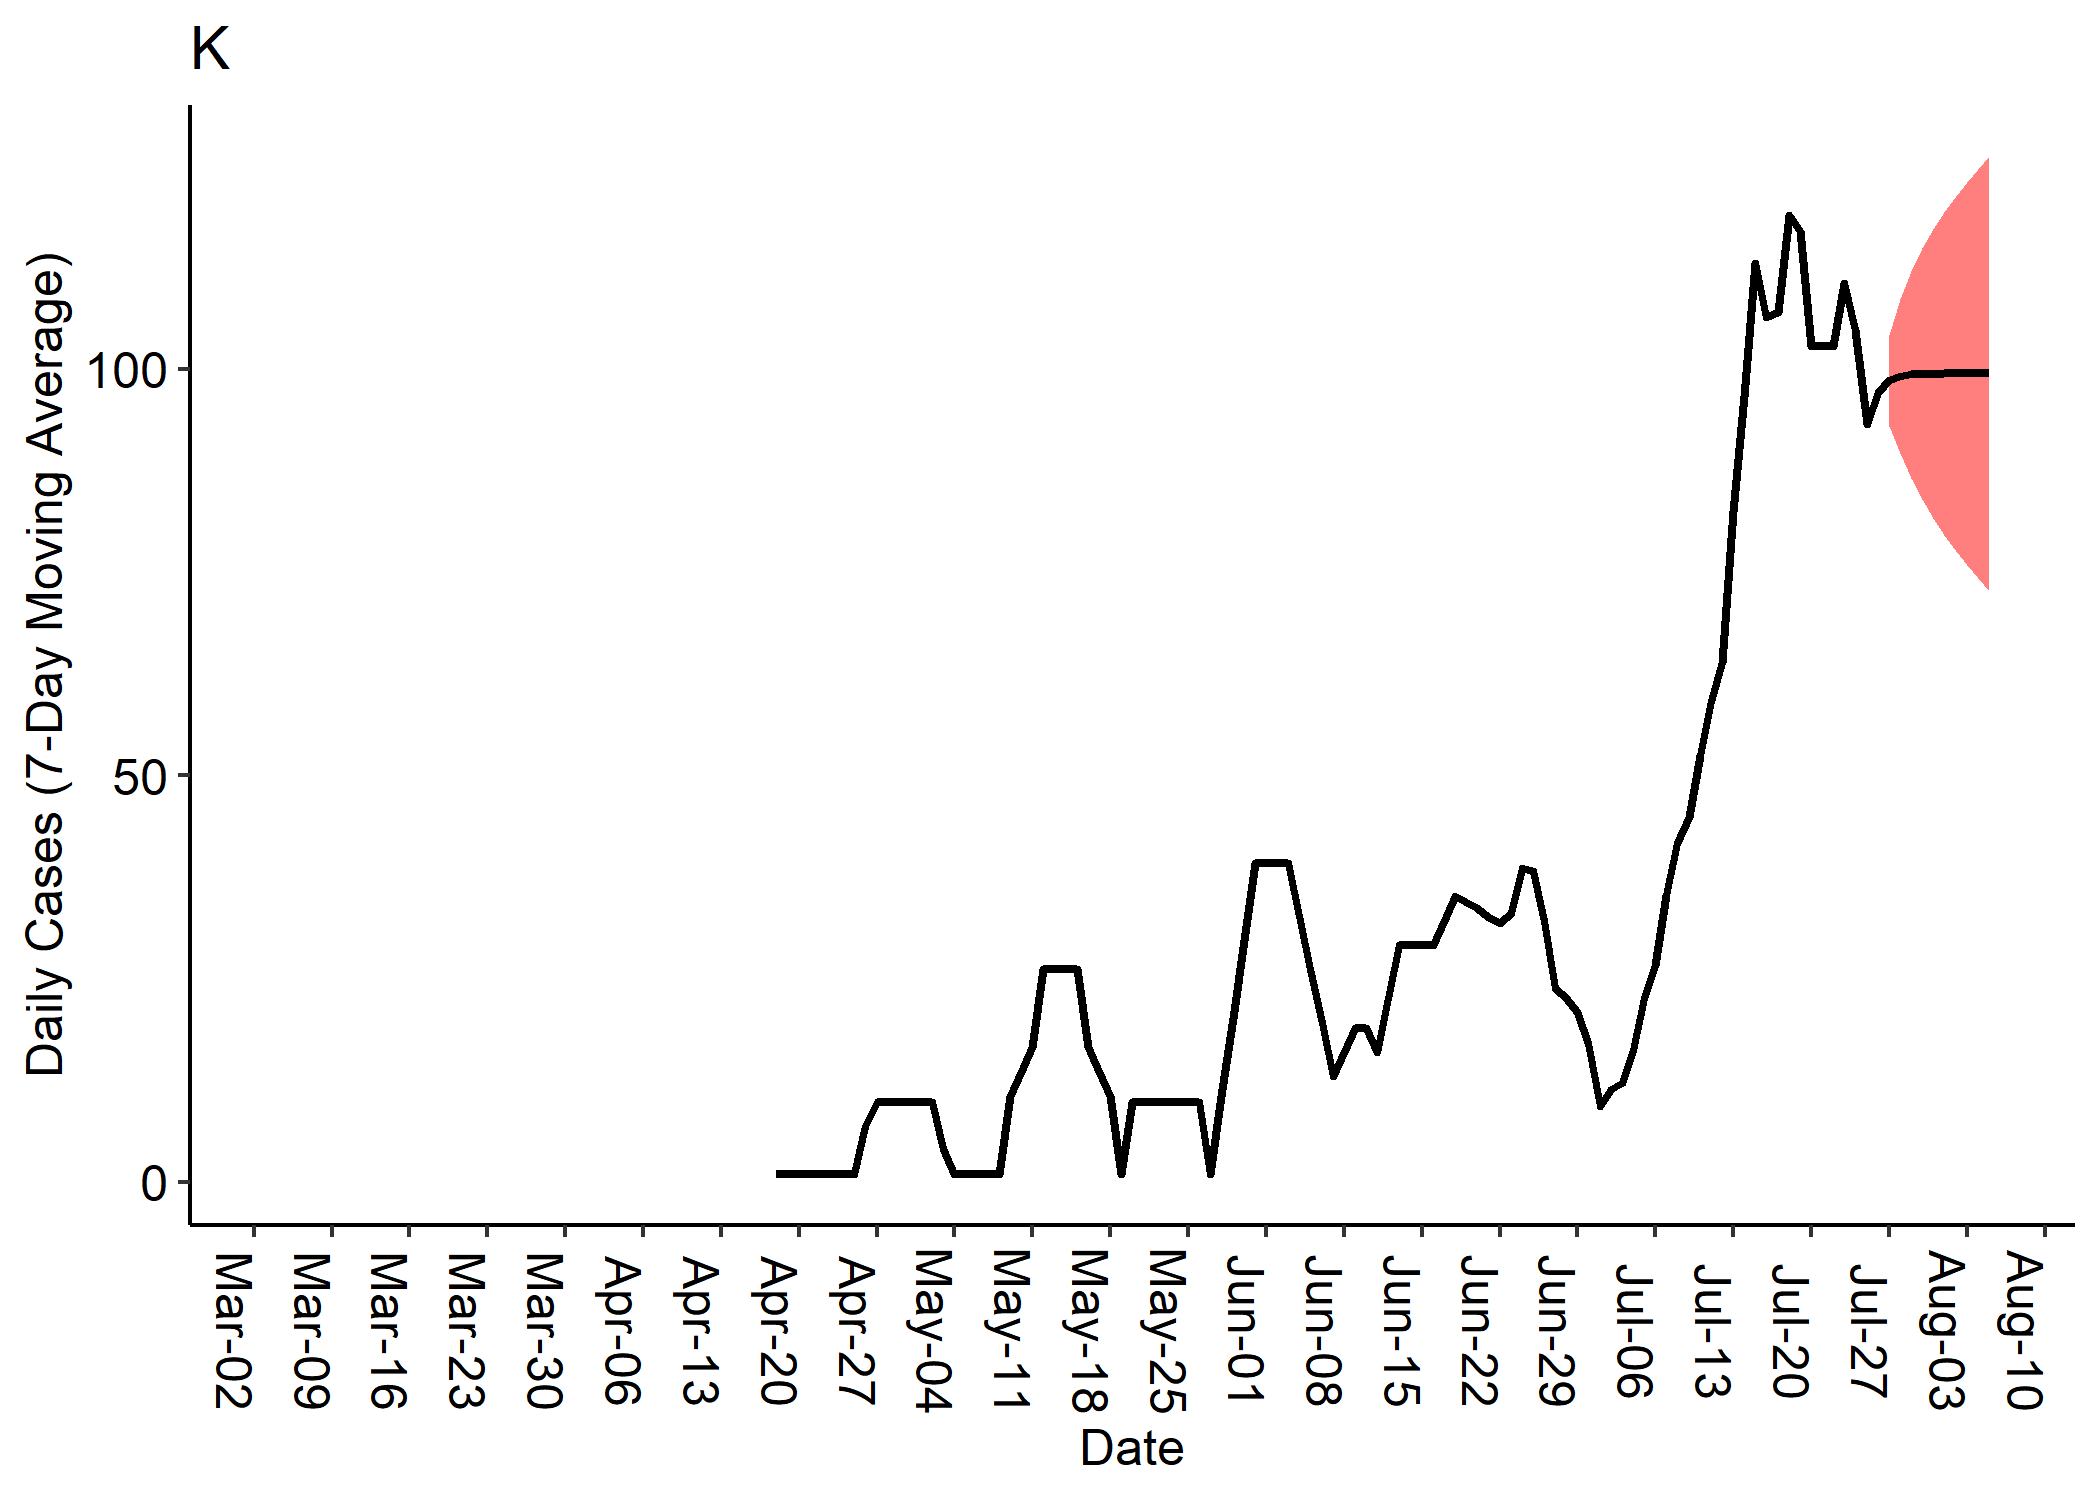 K
Daily Cases (7-Day Moving Average)
100
50
0
Mar-02
Mar-09
Mar-16
Mar-23
Mar-30
Apr-06
Apr-13
Apr-20
Apr-27
May-04
May-11
May-18
May-25
Jun-01
Jun-08
Jun-15
Jun-22
Jun-29
Jul-06
Jul-13
Jul-20
Jul-27
Aug-03
Aug-10
Date